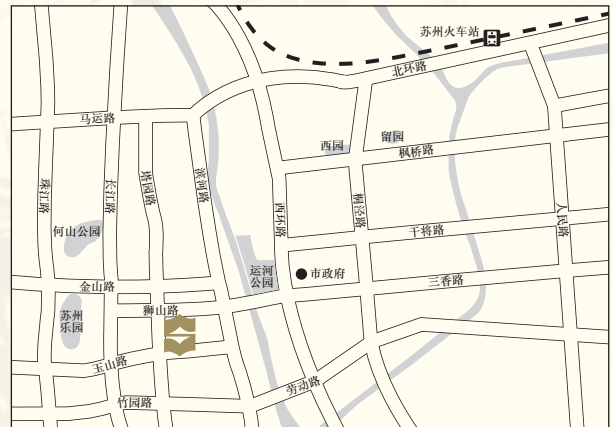 苏州火车站
北环路
马运路
留园
西园
枫桥路
珠江路
长江路
塔园路
滨河路
西环路
桐泾路
人民路
何山公园
干将路
运河
公园
市政府
三香路
金山路
狮山路
苏州
乐园
玉山路
劳动路
竹园路